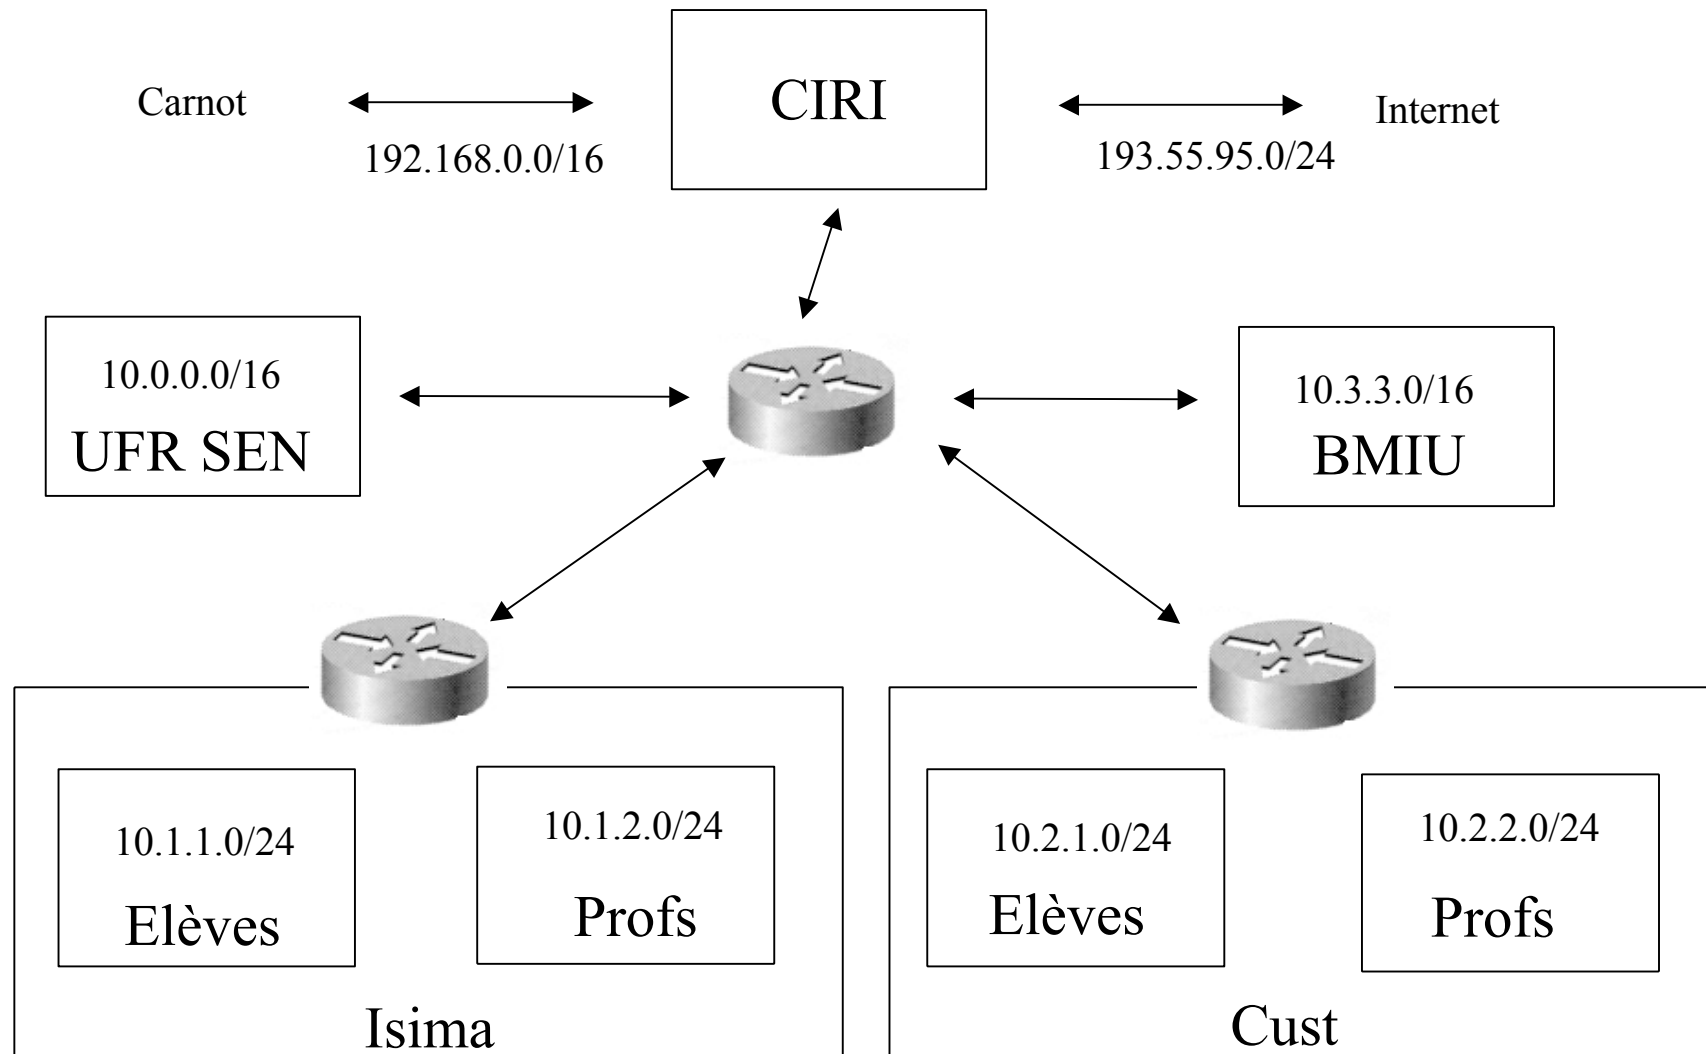 CIRI
Carnot
Internet
192.168.0.0/16
193.55.95.0/24
10.0.0.0/16
UFR SEN
10.3.3.0/16
BMIU
10.1.1.0/24
Elèves
10.1.2.0/24
Profs
Isima
10.2.1.0/24
Elèves
10.2.2.0/24
Profs
Cust